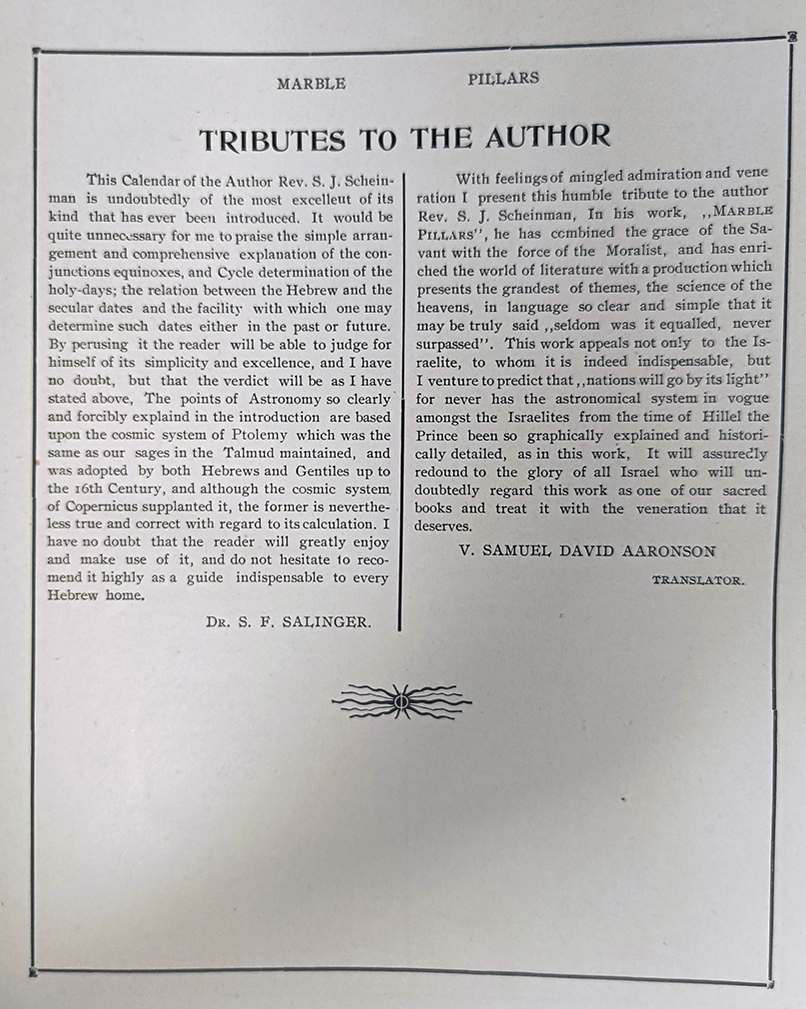 MARBLE PILLARS
TRIBUTES TO THE AUTHOR
This Calendar of the Author Rev. S. J. Schein-
man is undoubtedly of the most excellent of its
kind that has ever been introduced. It would be
quite unnecessary for me to praise the simple arran-
gement and comprehensive explanation of the con-
junctions equinoxes, and Cycle determination of the
holy-days; the relation between the Hebrew and the
secular dates and the facility with which one may
determine such dates either in the past or future.
By perusing it the reader will be able to judge for
himself of its simplicity and excellence, and I have
no doubt, but that the verdict will be as I have
stated above, The points of Astronomy so clearly
and forcibly explaind in the introduction are based
upon the cosmic system of Ptolemy which was the
same as our sages in the Talmud maintained, and
was adopted by both Hebrews and Gentiles up to
the 16th Century, and although the cosmic system
of Copernicus supplanted it, the former is neverthe-
less true and correct with regard to its calculation. I
have no doubt that the reader will greatly enjoy
and make use of it, and do not hesitate to reco-
mend it highly as a guide indispensable to every
Hebrew home.
DR. S. F. SALINGER.
With feelings of mingled admiration and vene
ration I present this humble tribute to the author
Rev. S. J. Scheinman, In his work, ,,MARBLE
PILLARS", he has combined the grace of the Sa-
vant with the force of the Moralist, and has enri-
ched the world of literature with a production which
presents the grandest of themes, the science of the
heavens, in language so clear and simple that it
may be truly said ,,seldom was it equalled, never
surpassed". This work appeals not only to the Is-
raelite, to whom it is indeed indispensable, but
I venture to predict that ,,nations will go by its light"
for never has the astronomical system in vogue
amongst the Israelites from the time of Hillel the
Prince been so graphically explained and histori-
cally detailed, as in this work, It will assuredly
redound to the glory of all Israel who will un-
doubtedly regard this work as one of our sacred
books and treat it with the veneration that it
deserves.
V. SAMUEL DAVID AARONSON
TRANSLATOR.